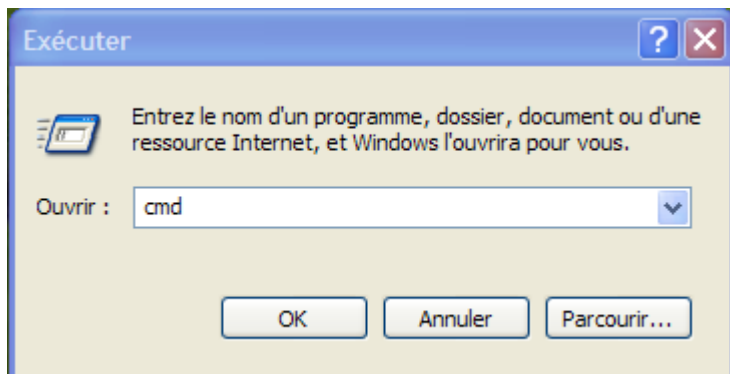 Exécuter
Entrez le nom d'un programme, dossier, document ou d'une
ressource Internet, et Windows l'ouvrira pour vous.
Ouvrir : cmd
OK Annuler Parcourir...